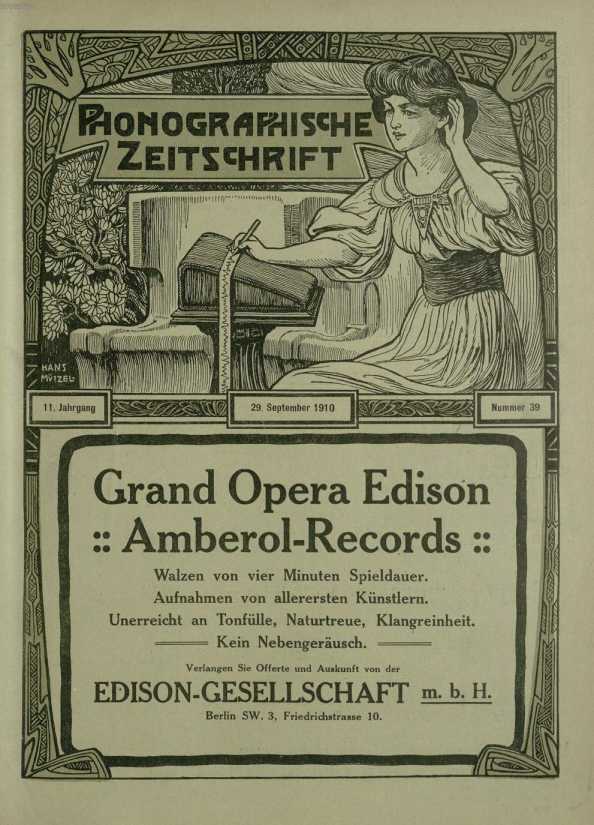 PHONOGRAPHISCHE
ZEITSCHRIFT
HANS
MÜTZEL
11. Jahrgang
29. September 1910
Nummer 39
Grand Opera Edison
:: Amberol-Records ::
Walzen von vier Minuten Spieldauer.
Aufnahmen von allerersten Künstlern.
Unerreicht an Tonfülle, Naturtreue, Klangreinheit.
Kein Nebengeräusch.
Verlangen Sie Offerte und Auskunft von der
EDISON-GESELLSCHAFT m. b. H.
Berlin SW. 3, Friedrichstrasse 10.